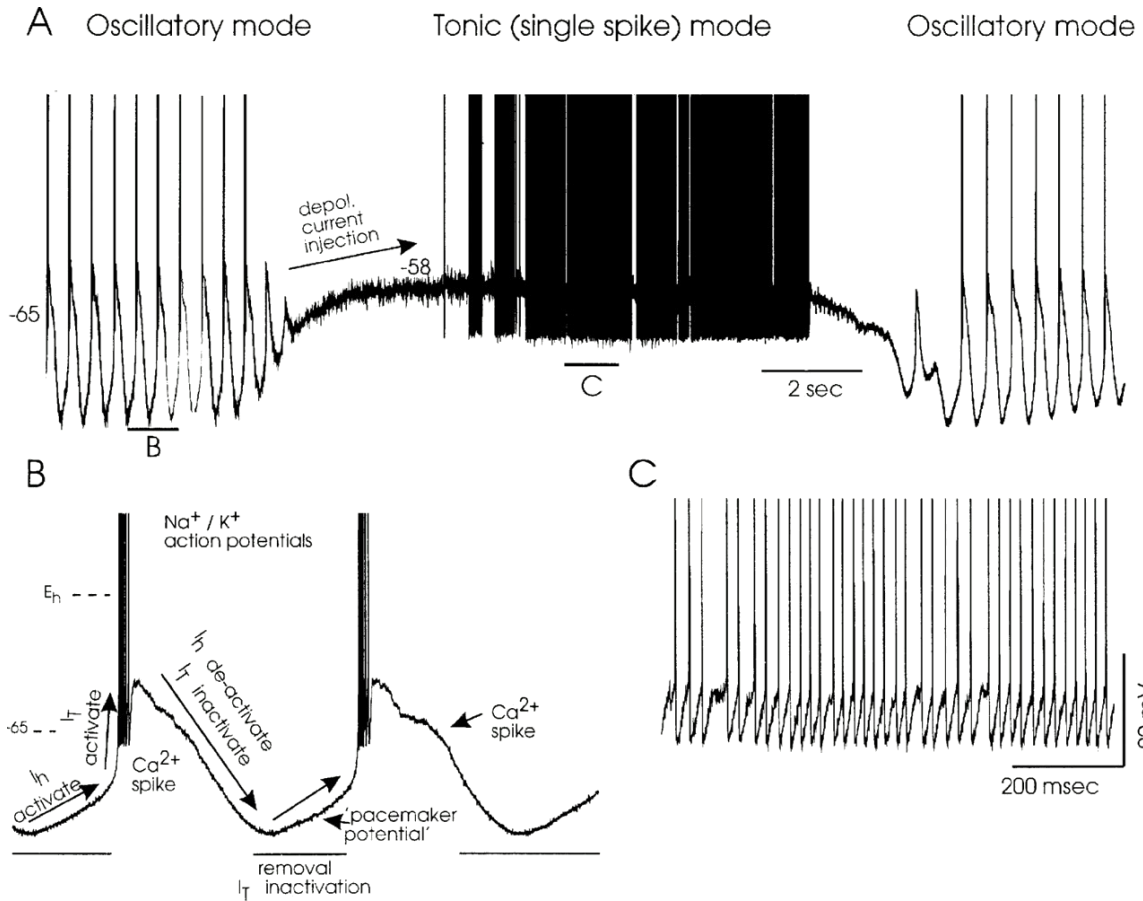 A
Oscillatory mode
Tonic (single spike) mode
Oscillatory mode
depol.
current
injection
-58
-65
B
C
2 sec
B
Na+ / K+
action potentials
Eh
-65
IT
activate
Ih
activate
Ca2+
spike
Ih de-activate
IT inactivate
Ca2+
spike
'pacemaker
potential'
removal
IT inactivation
C
200 msec